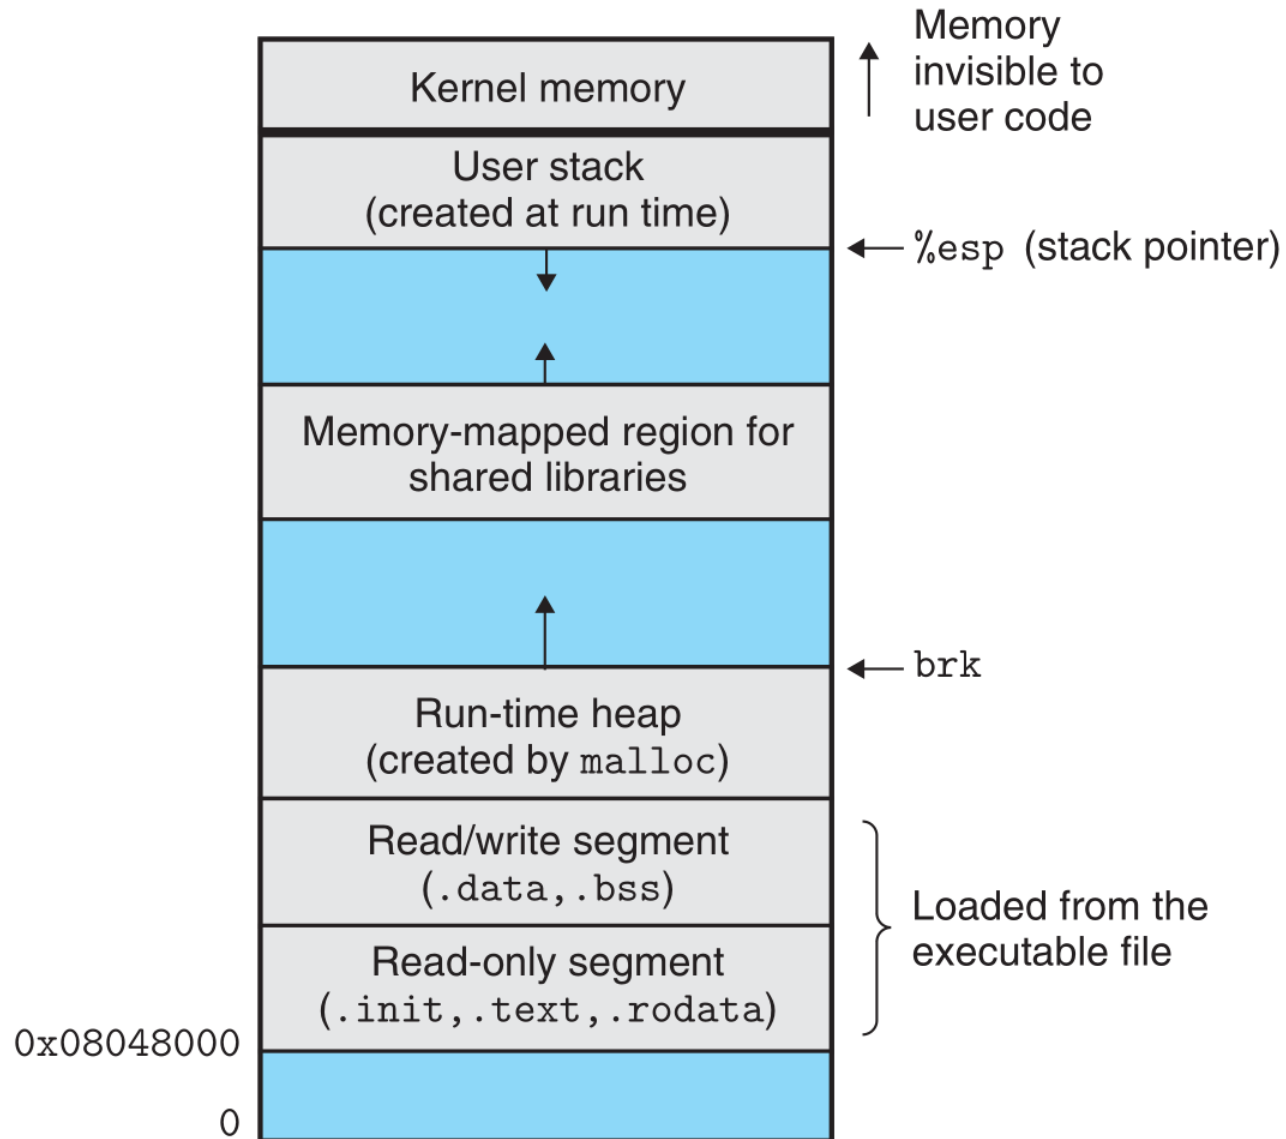 Memory
invisible to
user code
Kernel memory
User stack
(created at run time)
%esp (stack pointer)
Memory-mapped region for
shared libraries
brk
Run-time heap
(created by malloc)
Read/write segment
(.data,.bss)
Loaded from the
executable file
Read-only segment
(.init,.text,.rodata)
0x08048000
0